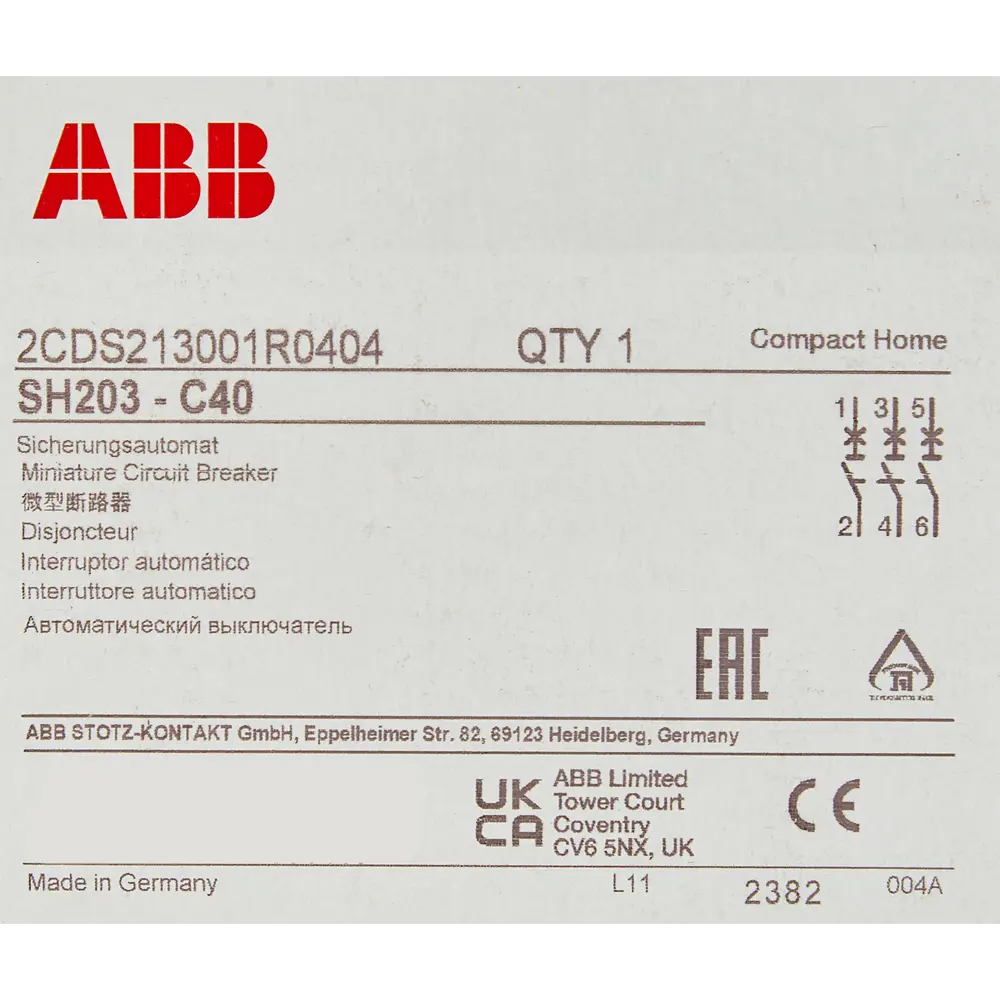 ABB
2CDS213001R0404 QTY 1 Compact Home
SH203 - C40
1 3 5
Sicherungsautomat
Miniature Circuit Breaker
微型断路器
2 4 6
Disjoncteur
Interruptor automático
Interruttore automatico
Автоматический выключатель
EAC
ABB STOTZ-KONTAKT GmbH, Eppelheimer Str. 82, 69123 Heidelberg, Germany
UK CA
ABB Limited
Tower Court
Coventry
CV6 5NX, UK
CE
Made in Germany L11 2382 004A